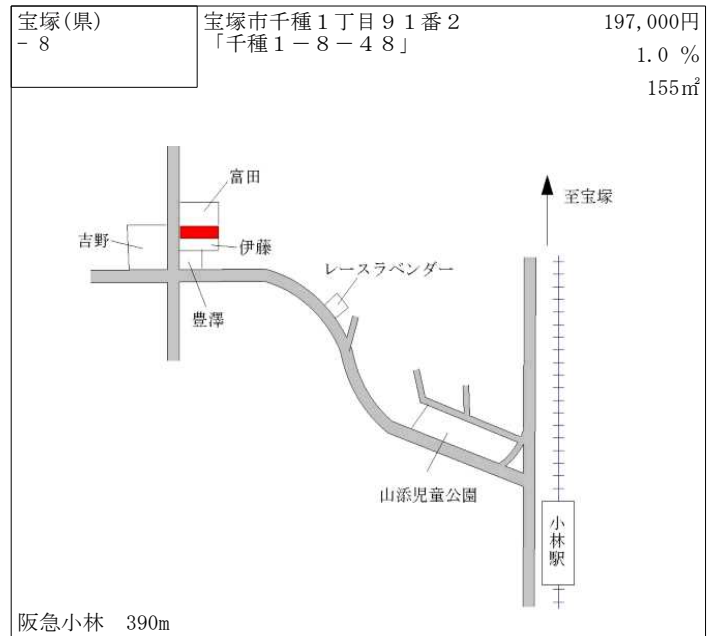 宝塚(県)
- 8
宝塚市千種１丁目９１番２
「千種１－８－４８」
197,000円
1.0 %
155㎡
富田
至宝塚
吉野
伊藤
レースラベンダー
豊澤
山添児童公園
小林駅
阪急小林 390m